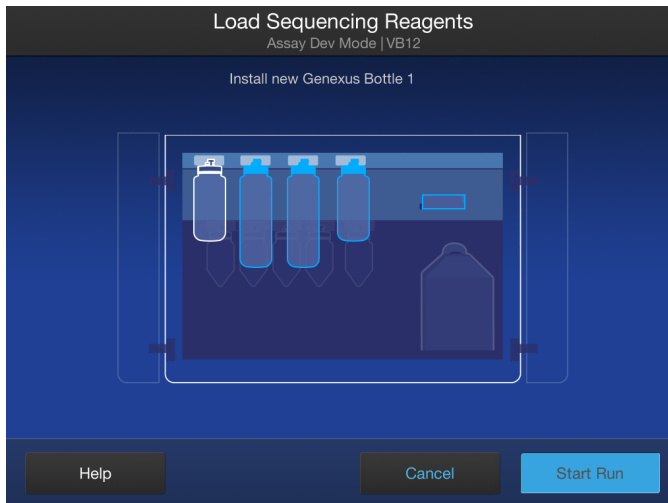 Load Sequencing Reagents
Assay Dev Mode | VB12
Install new Genexus Bottle 1
Help
Cancel
Start Run